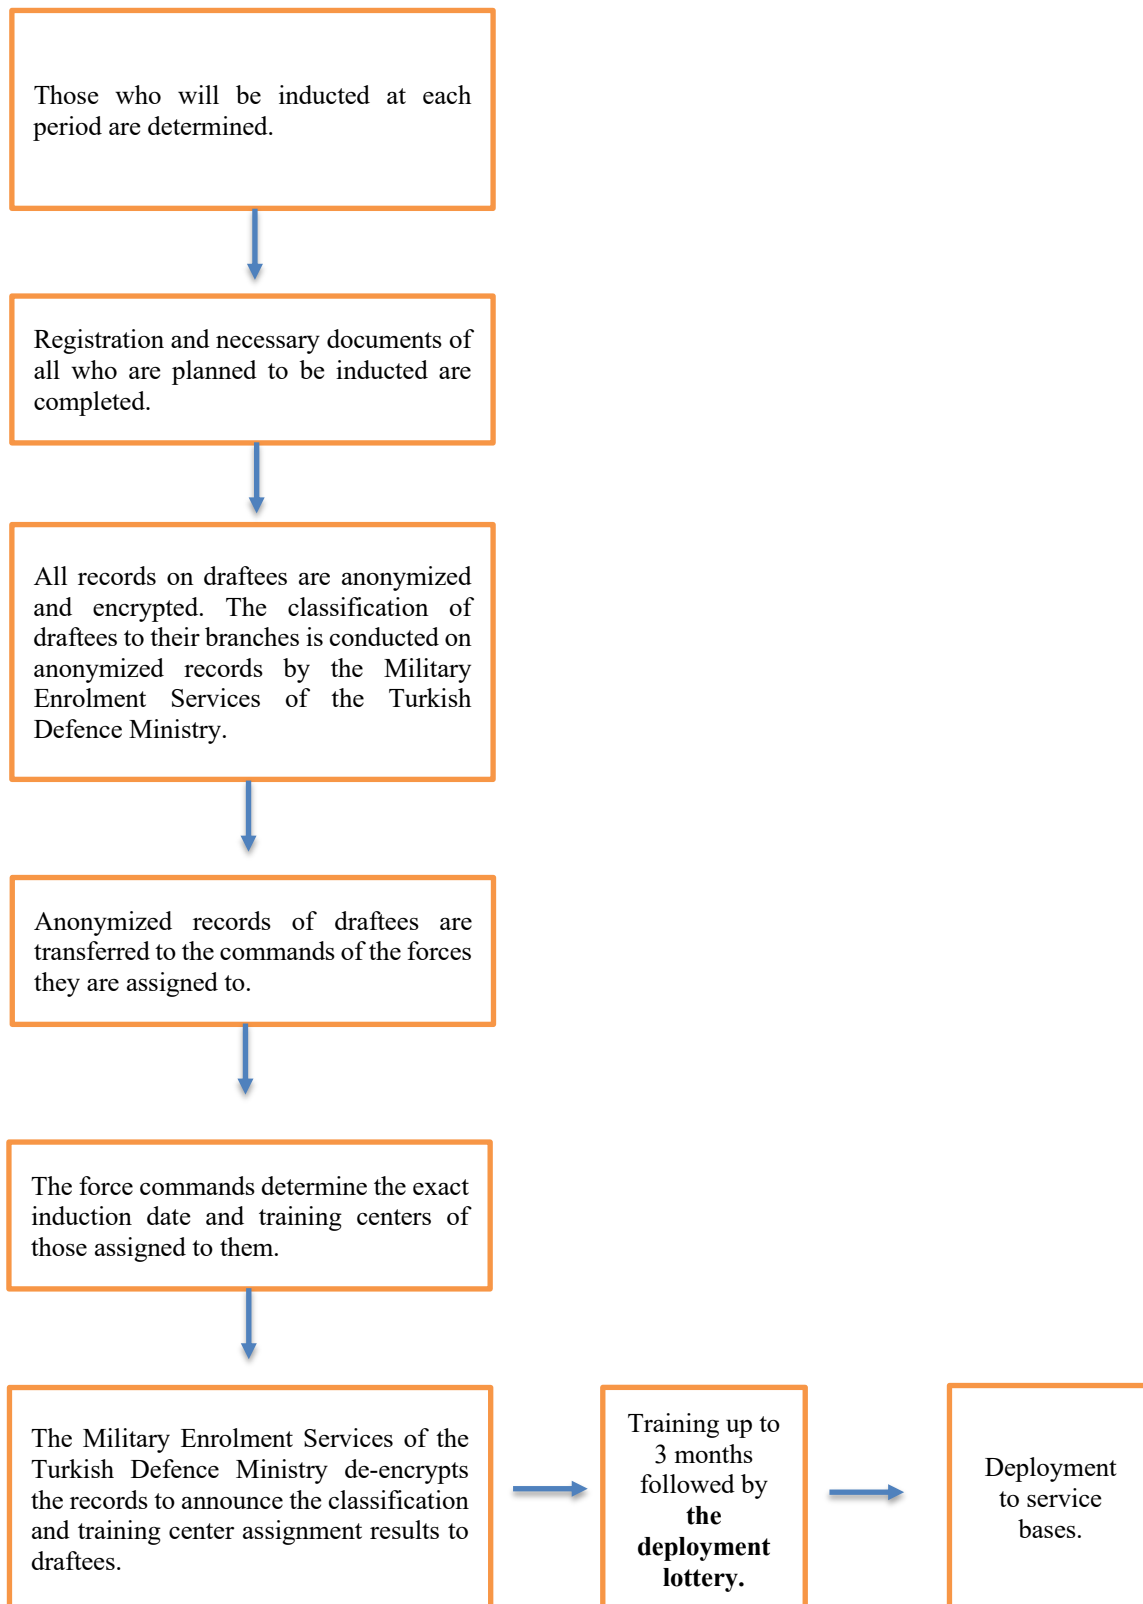 Those who will be inducted at each
period are determined.
Registration and necessary documents of
all who are planned to be inducted are
completed.
All records on draftees are anonymized
and encrypted. The classification of
draftees to their branches is conducted on
anonymized records by the Military
Enrolment Services of the Turkish
Defence Ministry.
Anonymized records of draftees are
transferred to the commands of the forces
they are assigned to.
The force commands determine the exact
induction date and training centers of
those assigned to them.
The Military Enrolment Services of the
Turkish Defence Ministry de-encrypts
the records to announce the classification
and training center assignment results to
draftees.
Training up to
3 months
followed by
the
deployment
lottery.
Deployment
to service
bases.